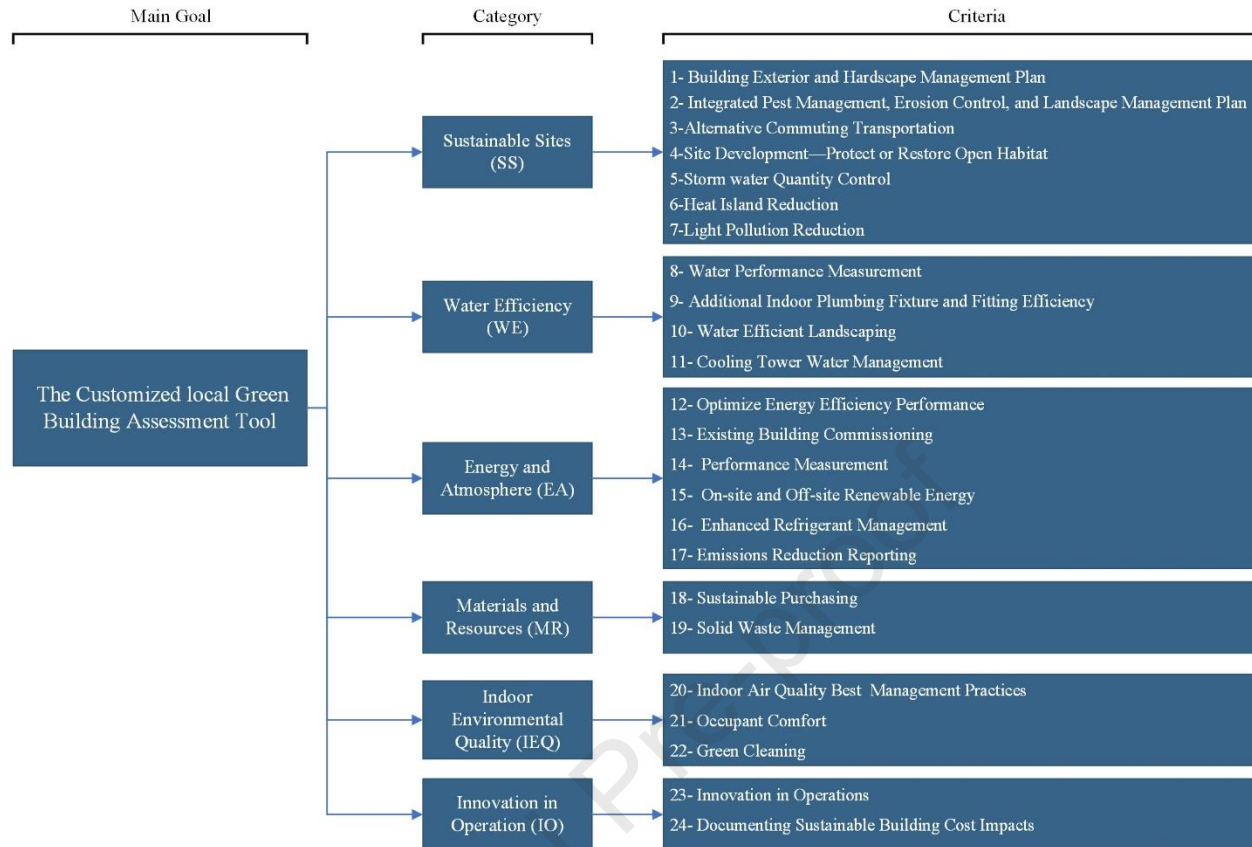 Main Goal
Category
Criteria
The Customized local Green
Building Assessment Tool
Sustainable Sites
(SS)
1- Building Exterior and Hardscape Management Plan
2- Integrated Pest Management, Erosion Control, and Landscape Management Plan
3-Alternative Commuting Transportation
4-Site Development—Protect or Restore Open Habitat
5-Storm water Quantity Control
6-Heat Island Reduction
7-Light Pollution Reduction
Water Efficiency
(WE)
8- Water Performance Measurement
9- Additional Indoor Plumbing Fixture and Fitting Efficiency
10- Water Efficient Landscaping
11- Cooling Tower Water Management
Energy and
Atmosphere (EA)
12- Optimize Energy Efficiency Performance
13- Existing Building Commissioning
14- Performance Measurement
15- On-site and Off-site Renewable Energy
16- Enhanced Refrigerant Management
17- Emissions Reduction Reporting
Materials and
Resources (MR)
18- Sustainable Purchasing
19- Solid Waste Management
Indoor
Environmental
Quality (IEQ)
20- Indoor Air Quality Best Management Practices
21- Occupant Comfort
22- Green Cleaning
Innovation in
Operation (IO)
23- Innovation in Operations
24- Documenting Sustainable Building Cost Impacts
Pre-proof